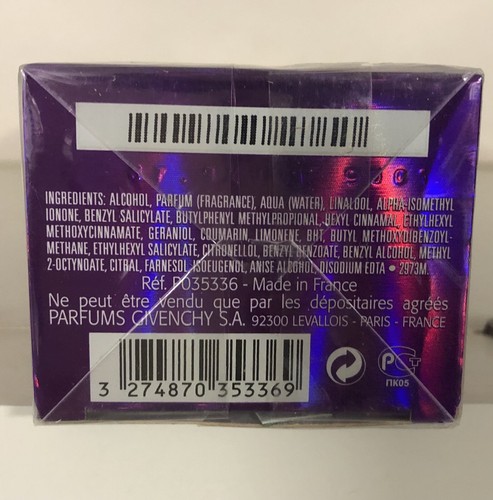 INGREDIENTS: ALCOHOL, PARFUM (FRAGRANCE), AQUA (WATER), LINALOOL, ALPHA-ISOMETHYL
IONONE, BENZYL SALICYLATE, BUTYLPHENYL METHYLPROPIONAL, HEXYL CINNAMAL, ETHYLHEXYL
METHOXYCINNAMATE, GERANIOL, COUMARIN, LIMONENE, BHT, BUTYL METHOXYDIBENZOYL-
METHANE, ETHYLHEXYL SALICYLATE, CITRONELLOL, BENZYL BENZOATE, BENZYL ALCOHOL, METHYL
2-OCTYNOATE, CITRAL, FARNESOL, ISOEUGENOL, ANISE ALCOHOL, DISODIUM EDTA • 2973M..
Réf. P035336 - Made in France
Ne peut être vendu que par les dépositaires agréés
PARFUMS GIVENCHY S.A. 92300 LEVALLOIS - PARIS - FRANCE
3 274870 353369
РСТ
ПК05